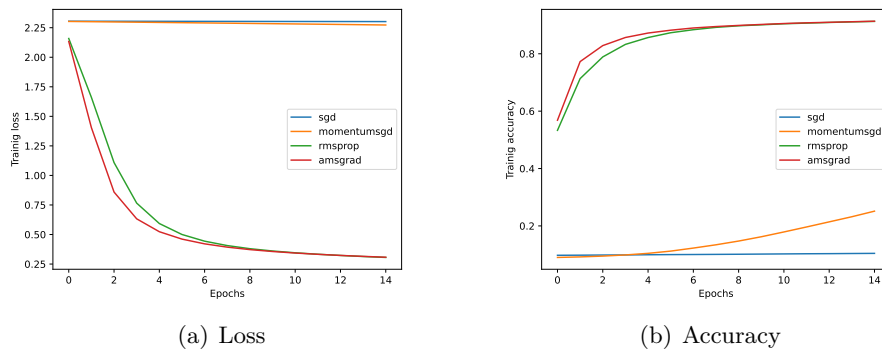 2.25
2.00
1.75
1.50
1.25
1.00
0.75
0.50
0.25
Trainig loss
sgd
momentumsgd
rmsprop
amsgrad
0 2 4 6 8 10 12 14
Epochs
(a) Loss
0.8
0.6
0.4
0.2
Trainig accuracy
sgd
momentumsgd
rmsprop
amsgrad
0 2 4 6 8 10 12 14
Epochs
(b) Accuracy